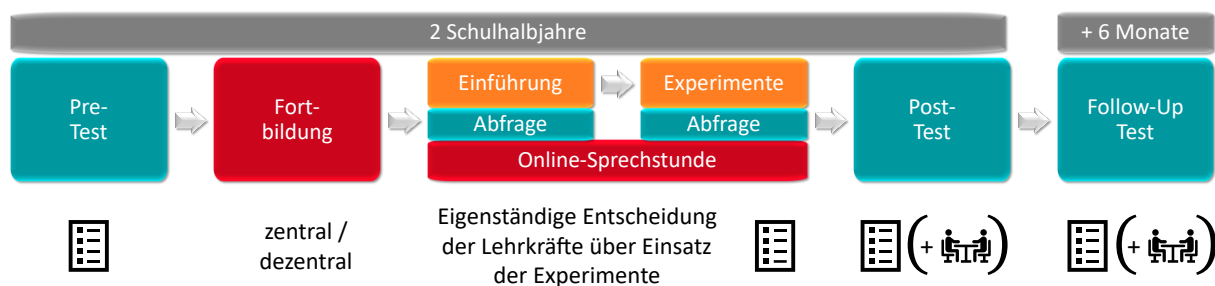 2 Schulhalbjahre
+ 6 Monate
Pre-
Test
Fort-
bildung
Einführung
Experimente
Abfrage
Abfrage
Online-Sprechstunde
Post-
Test
Follow-Up
Test
zentral /
dezentral
Eigenständige Entscheidung
der Lehrkräfte über Einsatz
der Experimente
(+ )
(+ )